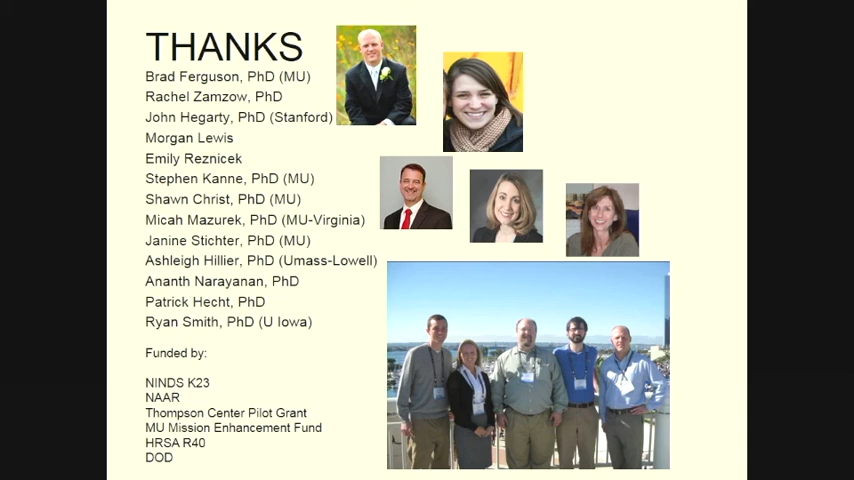 THANKS
Brad Ferguson, PhD (MU)
Rachel Zamzow, PhD
John Hegarty, PhD (Stanford)
Morgan Lewis
Emily Reznicek
Stephen Kanne, PhD (MU)
Shawn Christ, PhD (MU)
Micah Mazurek, PhD (MU-Virginia)
Janine Stichter, PhD (MU)
Ashleigh Hillier, PhD (Umass-Lowell)
Ananth Narayanan, PhD
Patrick Hecht, PhD
Ryan Smith, PhD (U Iowa)
Funded by:
NINDS K23
NAAR
Thompson Center Pilot Grant
MU Mission Enhancement Fund
HRSA R40
DOD